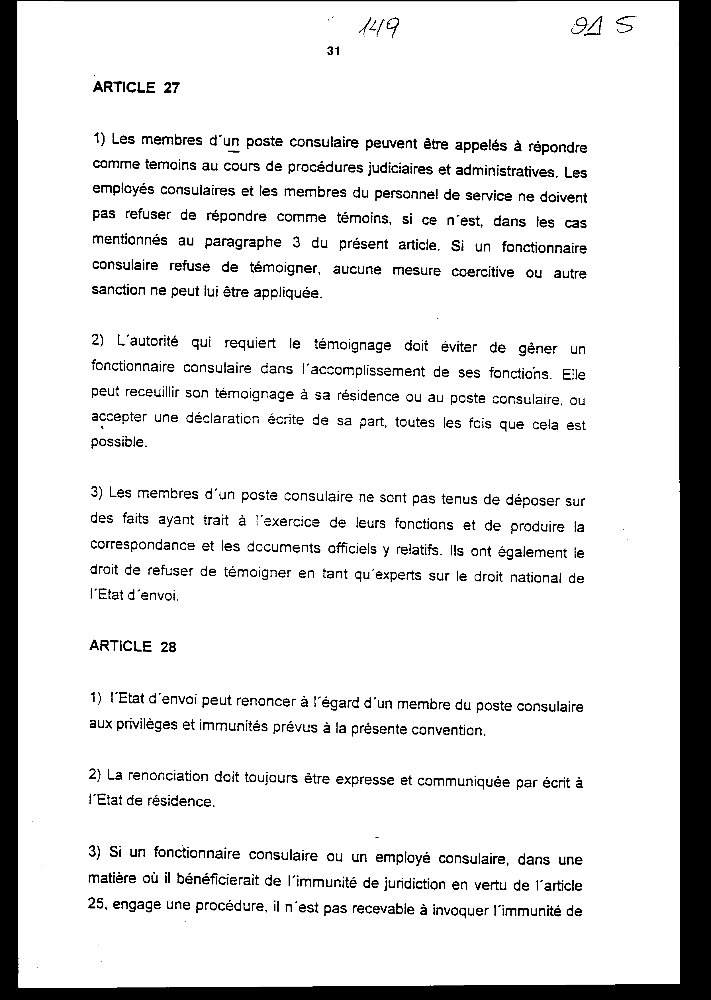 149
31
ARTICLE 27
1) Les membres d´un poste consulaire peuvent être appelés à répondre
comme temoins au cours de procédures judiciaires et administratives. Les
employés consulaires et les membres du personnel de service ne doivent
pas refuser de répondre comme témoins, si ce n´est, dans les cas
mentionnés au paragraphe 3 du présent article. Si un fonctionnaire
consulaire refuse de témoigner, aucune mesure coercitive ou autre
sanction ne peut lui être appliquée.
2) L´autorité qui requiert le témoignage doit éviter de gêner un
fonctionnaire consulaire dans l´accomplissement de ses fonctions. Elle
peut receuillir son témoignage à sa résidence ou au poste consulaire, ou
accepter une déclaration écrite de sa part, toutes les fois que cela est
possible.
3) Les membres d´un poste consulaire ne sont pas tenus de déposer sur
des faits ayant trait à l´exercice de leurs fonctions et de produire la
correspondance et les documents officiels y relatifs. Ils ont également le
droit de refuser de témoigner en tant qu´experts sur le droit national de
l´Etat d´envoi.
ARTICLE 28
1) l´Etat d´envoi peut renoncer à l´égard d´un membre du poste consulaire
aux privilèges et immunités prévus à la présente convention.
2) La renonciation doit toujours être expresse et communiquée par écrit à
l´Etat de résidence.
3) Si un fonctionnaire consulaire ou un employé consulaire, dans une
matière où il bénéficierait de l´immunité de juridiction en vertu de l´article
25, engage une procédure, il n´est pas recevable à invoquer l´immunité de